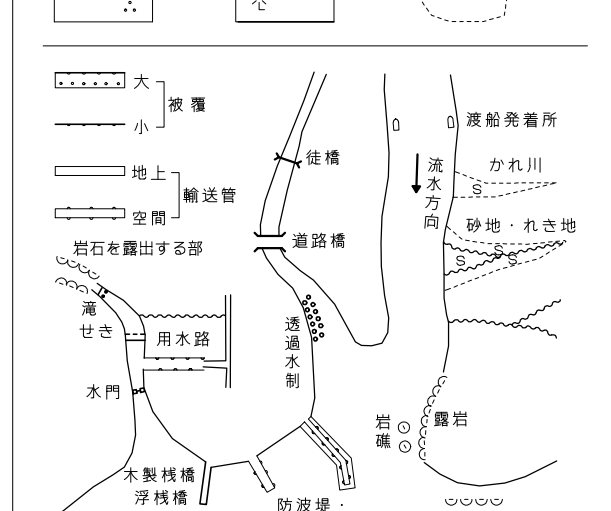 大
被覆
小
地上
輸送管
空間
岩石を露出する部
滝
せき
用水路
水門
木製桟橋
浮桟橋
徒橋
道路橋
透過水制
防波堤・
渡船発着所
流水方向
かれ川
S
砂地・れき地
S
S
S
岩礁
露岩